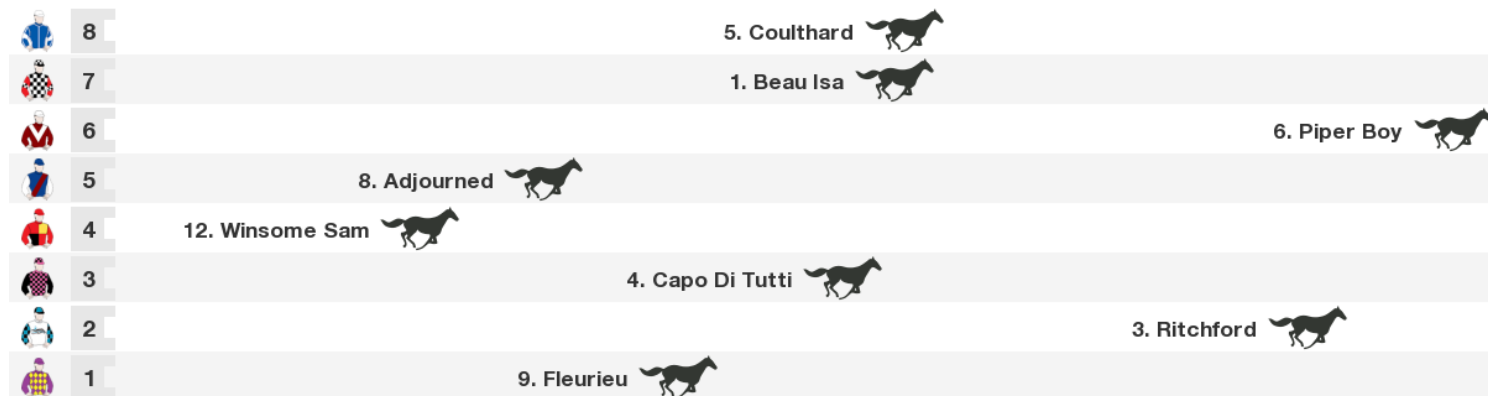 8 5. Coulthard
7 1. Beau Isa
6 6. Piper Boy
5 8. Adjourned
4 12. Winsome Sam
3 4. Capo Di Tutti
2 3. Ritchford
1 9. Fleurieu